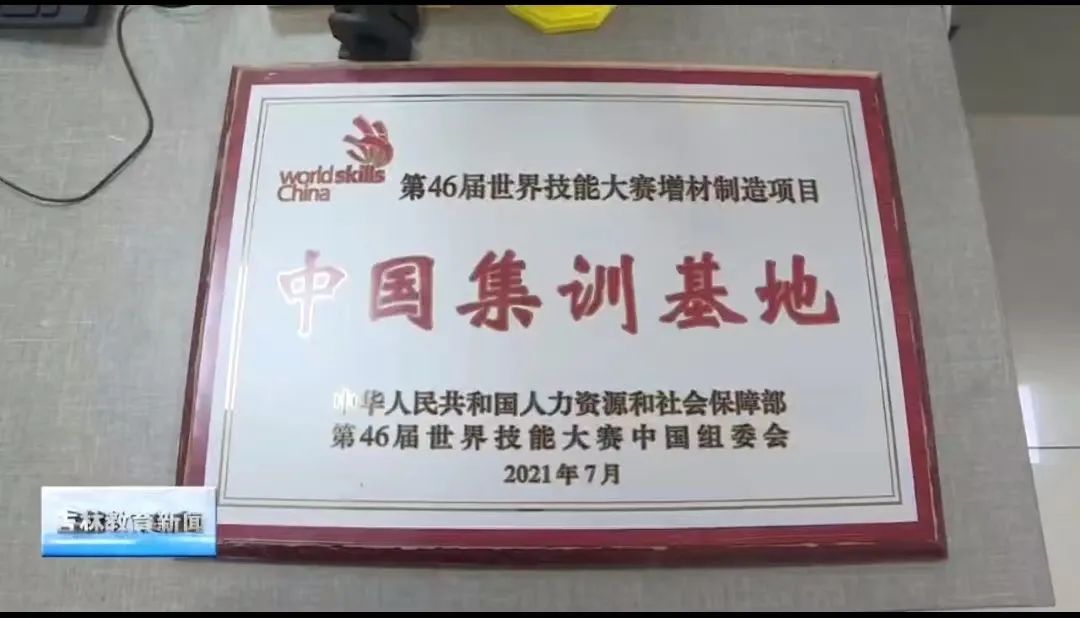 world skills
China
第46届世界技能大赛增材制造项目
中国集训基地
中华人民共和国人力资源和社会保障部
第46届世界技能大赛中国组委会
2021年7月
吉林教育新闻